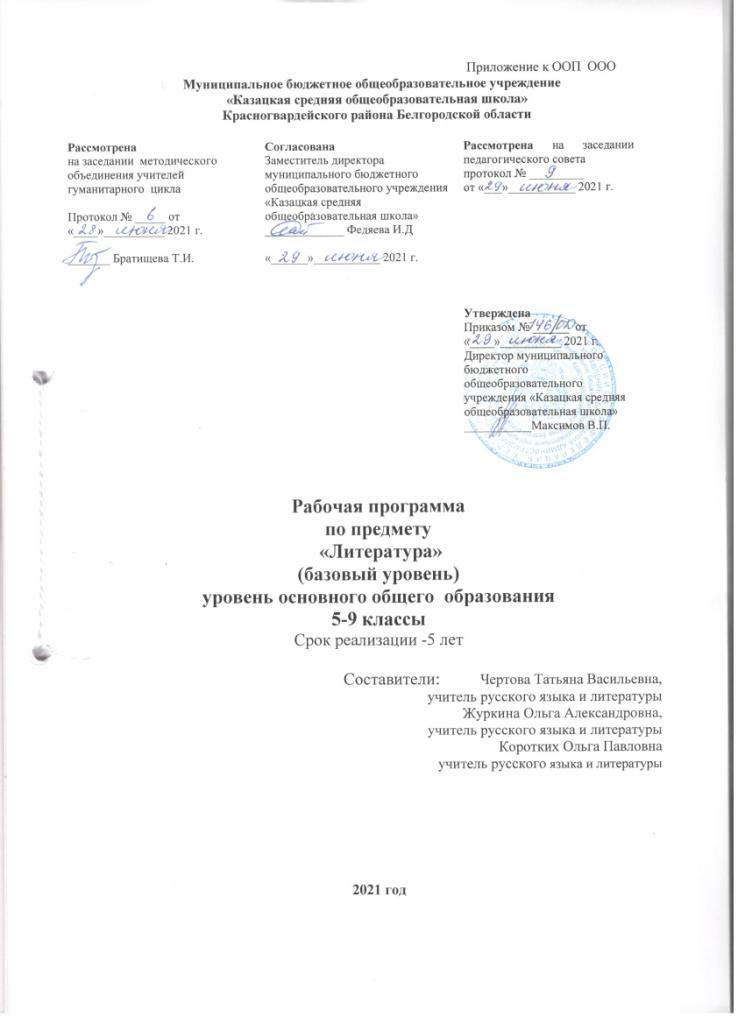 Приложение к ООП ООО
Муниципальное бюджетное общеобразовательное учреждение
«Казацкая средняя общеобразовательная школа»
Красногвардейского района Белгородской области
Рассмотрена
на заседании методического
объединения учителей
гуманитарного цикла
Протокол № 6 от
«28» июня 2021 г.
Братищева Т.И.
Согласована
Заместитель директора
муниципального бюджетного
общеобразовательного учреждения
«Казацкая средняя
общеобразовательная школа»
Федяева И.Д
«29» июня 2021 г.
Рассмотрена на заседании
педагогического совета
протокол № 9
от «29» июня 2021 г.
Утверждена
Приказом № 146/ОД от
«29» июня 2021 г.
Директор муниципального
бюджетного
общеобразовательного
учреждения «Казацкая средняя
общеобразовательная школа»
Максимов В.П.
Рабочая программа
по предмету
«Литература»
(базовый уровень)
уровень основного общего образования
5-9 классы
Срок реализации -5 лет
Составители: Чертова Татьяна Васильевна,
учитель русского языка и литературы
Журкина Ольга Александровна,
учитель русского языка и литературы
Коротких Ольга Павловна
учитель русского языка и литературы
2021 год